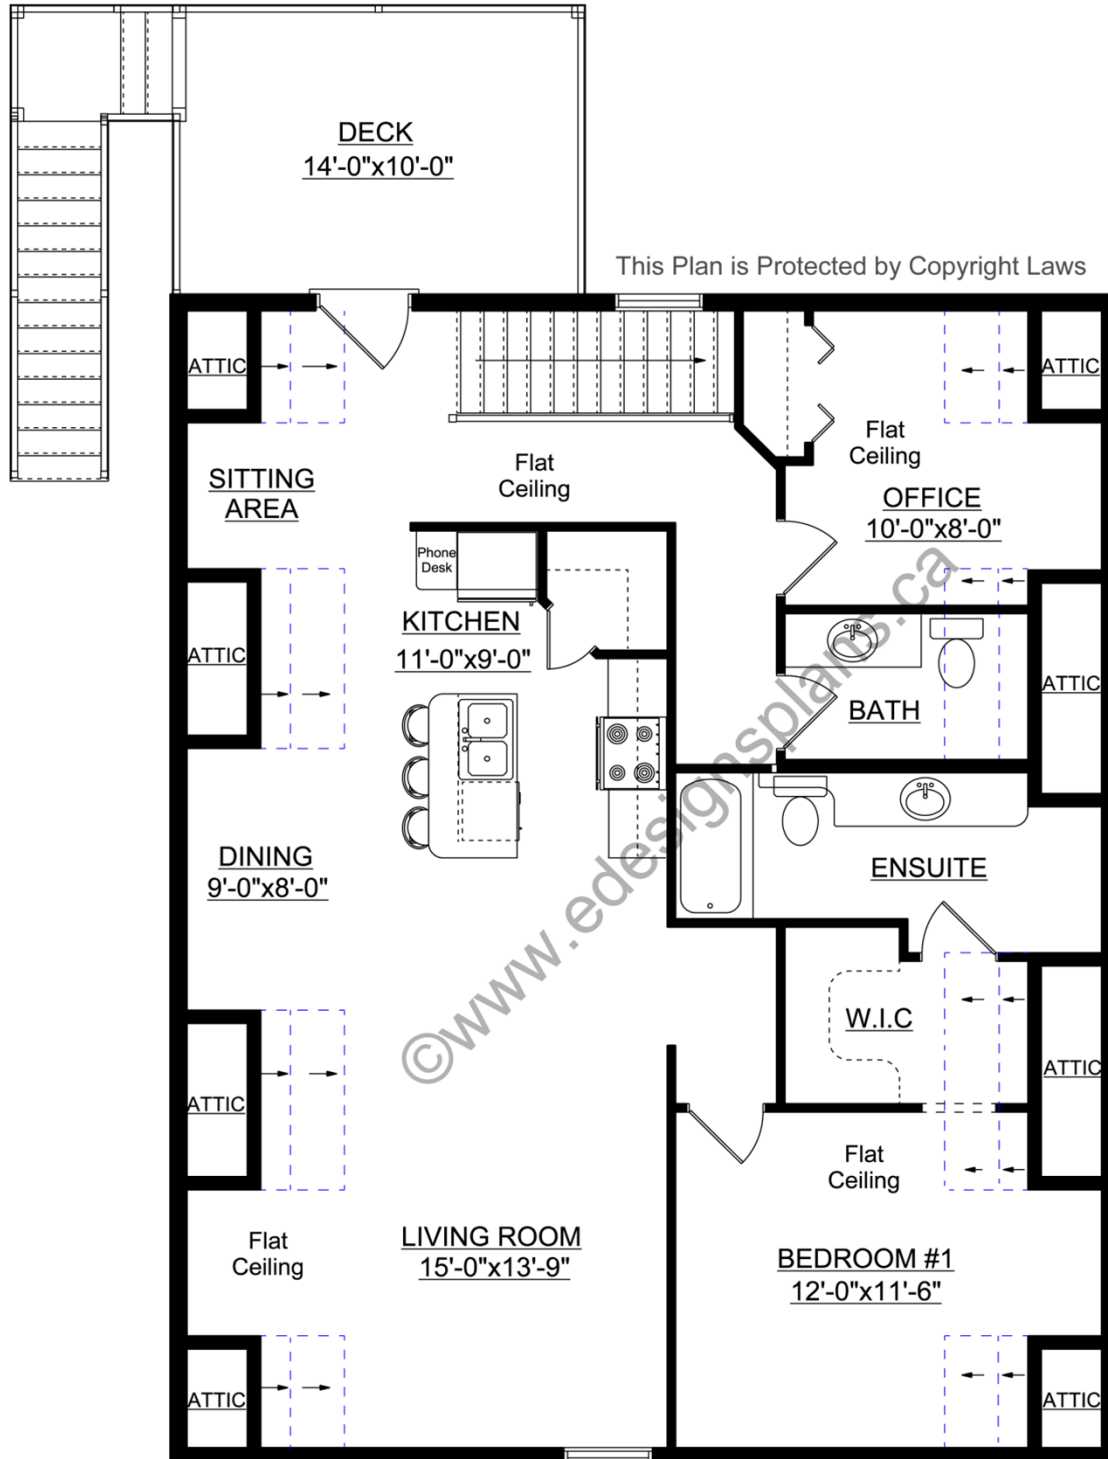 DECK
14'-0"x10'-0"
This Plan is Protected by Copyright Laws
ATTIC
ATTIC
Flat
Ceiling
Flat
Ceiling
SITTING
AREA
OFFICE
10'-0"x8'-0"
Phone
Desk
KITCHEN
11'-0"x9'-0"
ATTIC
ATTIC
BATH
DINING
9'-0"x8'-0"
ENSUITE
©www.edesignsplans.ca
W.I.C
ATTIC
ATTIC
Flat
Ceiling
Flat
Ceiling
LIVING ROOM
15'-0"x13'-9"
BEDROOM #1
12'-0"x11'-6"
ATTIC
ATTIC